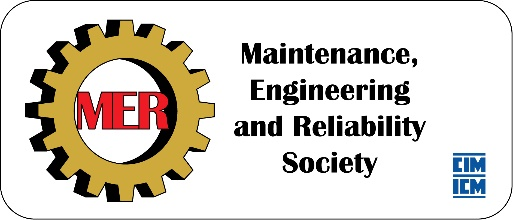 MER
Maintenance,
Engineering
and Reliability
Society
CIM
ICM